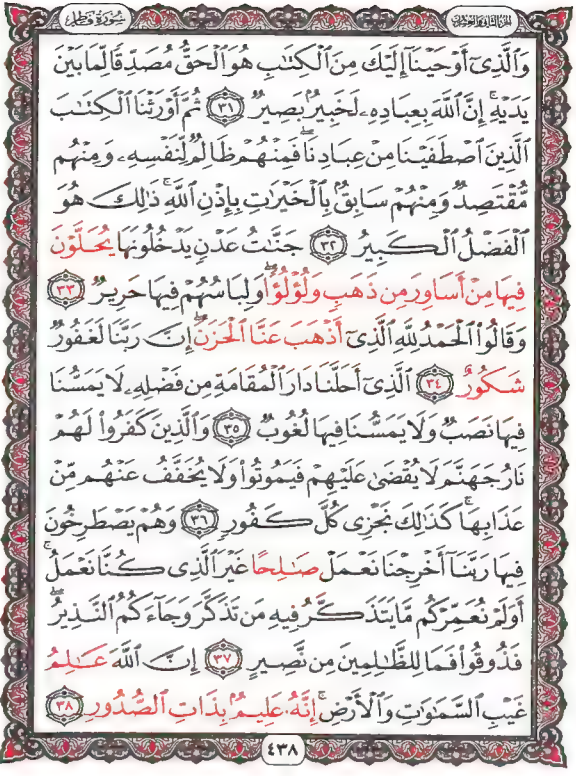 سُورَةُ فَاطِرٍ
الجزء الثاني والعشرون
وَٱلَّذِىٓ أَوْحَيْنَآ إِلَيْكَ مِنَ ٱلْكِتَٰبِ هُوَ ٱلْحَقُّ مُصَدِّقًا لِّمَا بَيْنَ
يَدَيْهِ ۗ إِنَّ ٱللَّهَ بِعِبَادِهِۦ لَخَبِيرٌۢ بَصِيرٌ ٣١ ثُمَّ أَوْرَثْنَا ٱلْكِتَٰبَ
ٱلَّذِينَ ٱصْطَفَيْنَا مِنْ عِبَادِنَا ۖ فَمِنْهُمْ ظَالِمٌ لِّنَفْسِهِۦ وَمِنْهُم
مُّقْتَصِدٌ وَمِنْهُمْ سَابِقٌۢ بِٱلْخَيْرَٰتِ بِإِذْنِ ٱللَّهِ ۚ ذَٰلِكَ هُوَ
ٱلْفَضْلُ ٱلْكَبِيرُ ٣٢ جَنَّٰتُ عَدْنٍ يَدْخُلُونَهَا يُحَلَّوْنَ
فِيهَا مِنْ أَسَاوِرَ مِن ذَهَبٍ وَلُؤْلُؤًا ۖ وَلِبَاسُهُمْ فِيهَا حَرِيرٌ ٣٣
وَقَالُوا۟ ٱلْحَمْدُ لِلَّهِ ٱلَّذِىٓ أَذْهَبَ عَنَّا ٱلْحَزَنَ ۖ إِنَّ رَبَّنَا لَغَفُورٌ
شَكُورٌ ٣٤ ٱلَّذِىٓ أَحَلَّنَا دَارَ ٱلْمُقَامَةِ مِن فَضْلِهِۦ لَا يَمَسُّنَا
فِيهَا نَصَبٌ وَلَا يَمَسُّنَا فِيهَا لُغُوبٌ ٣٥ وَٱلَّذِينَ كَفَرُوا۟ لَهُمْ
نَارُ جَهَنَّمَ لَا يُقْضَىٰ عَلَيْهِمْ فَيَمُوتُوا۟ وَلَا يُخَفَّفُ عَنْهُم مِّنْ
عَذَابِهَا ۚ كَذَٰلِكَ نَجْزِى كُلَّ كَفُورٍ ٣٦ وَهُمْ يَصْطَرِخُونَ
فِيهَا رَبَّنَآ أَخْرِجْنَا نَعْمَلْ صَٰلِحًا غَيْرَ ٱلَّذِى كُنَّا نَعْمَلُ ۚ
أَوَلَمْ نُعَمِّرْكُم مَّا يَتَذَكَّرُ فِيهِ مَن تَذَكَّرَ وَجَآءَكُمُ ٱلنَّذِيرُ ۖ
فَذُوقُوا۟ فَمَا لِلظَّٰلِمِينَ مِن نَّصِيرٍ ٣٧ إِنَّ ٱللَّهَ عَٰلِمُ
غَيْبِ ٱلسَّمَٰوَٰتِ وَٱلْأَرْضِ ۚ إِنَّهُۥ عَلِيمٌۢ بِذَاتِ ٱلصُّدُورِ ٣٨
٤٣٨